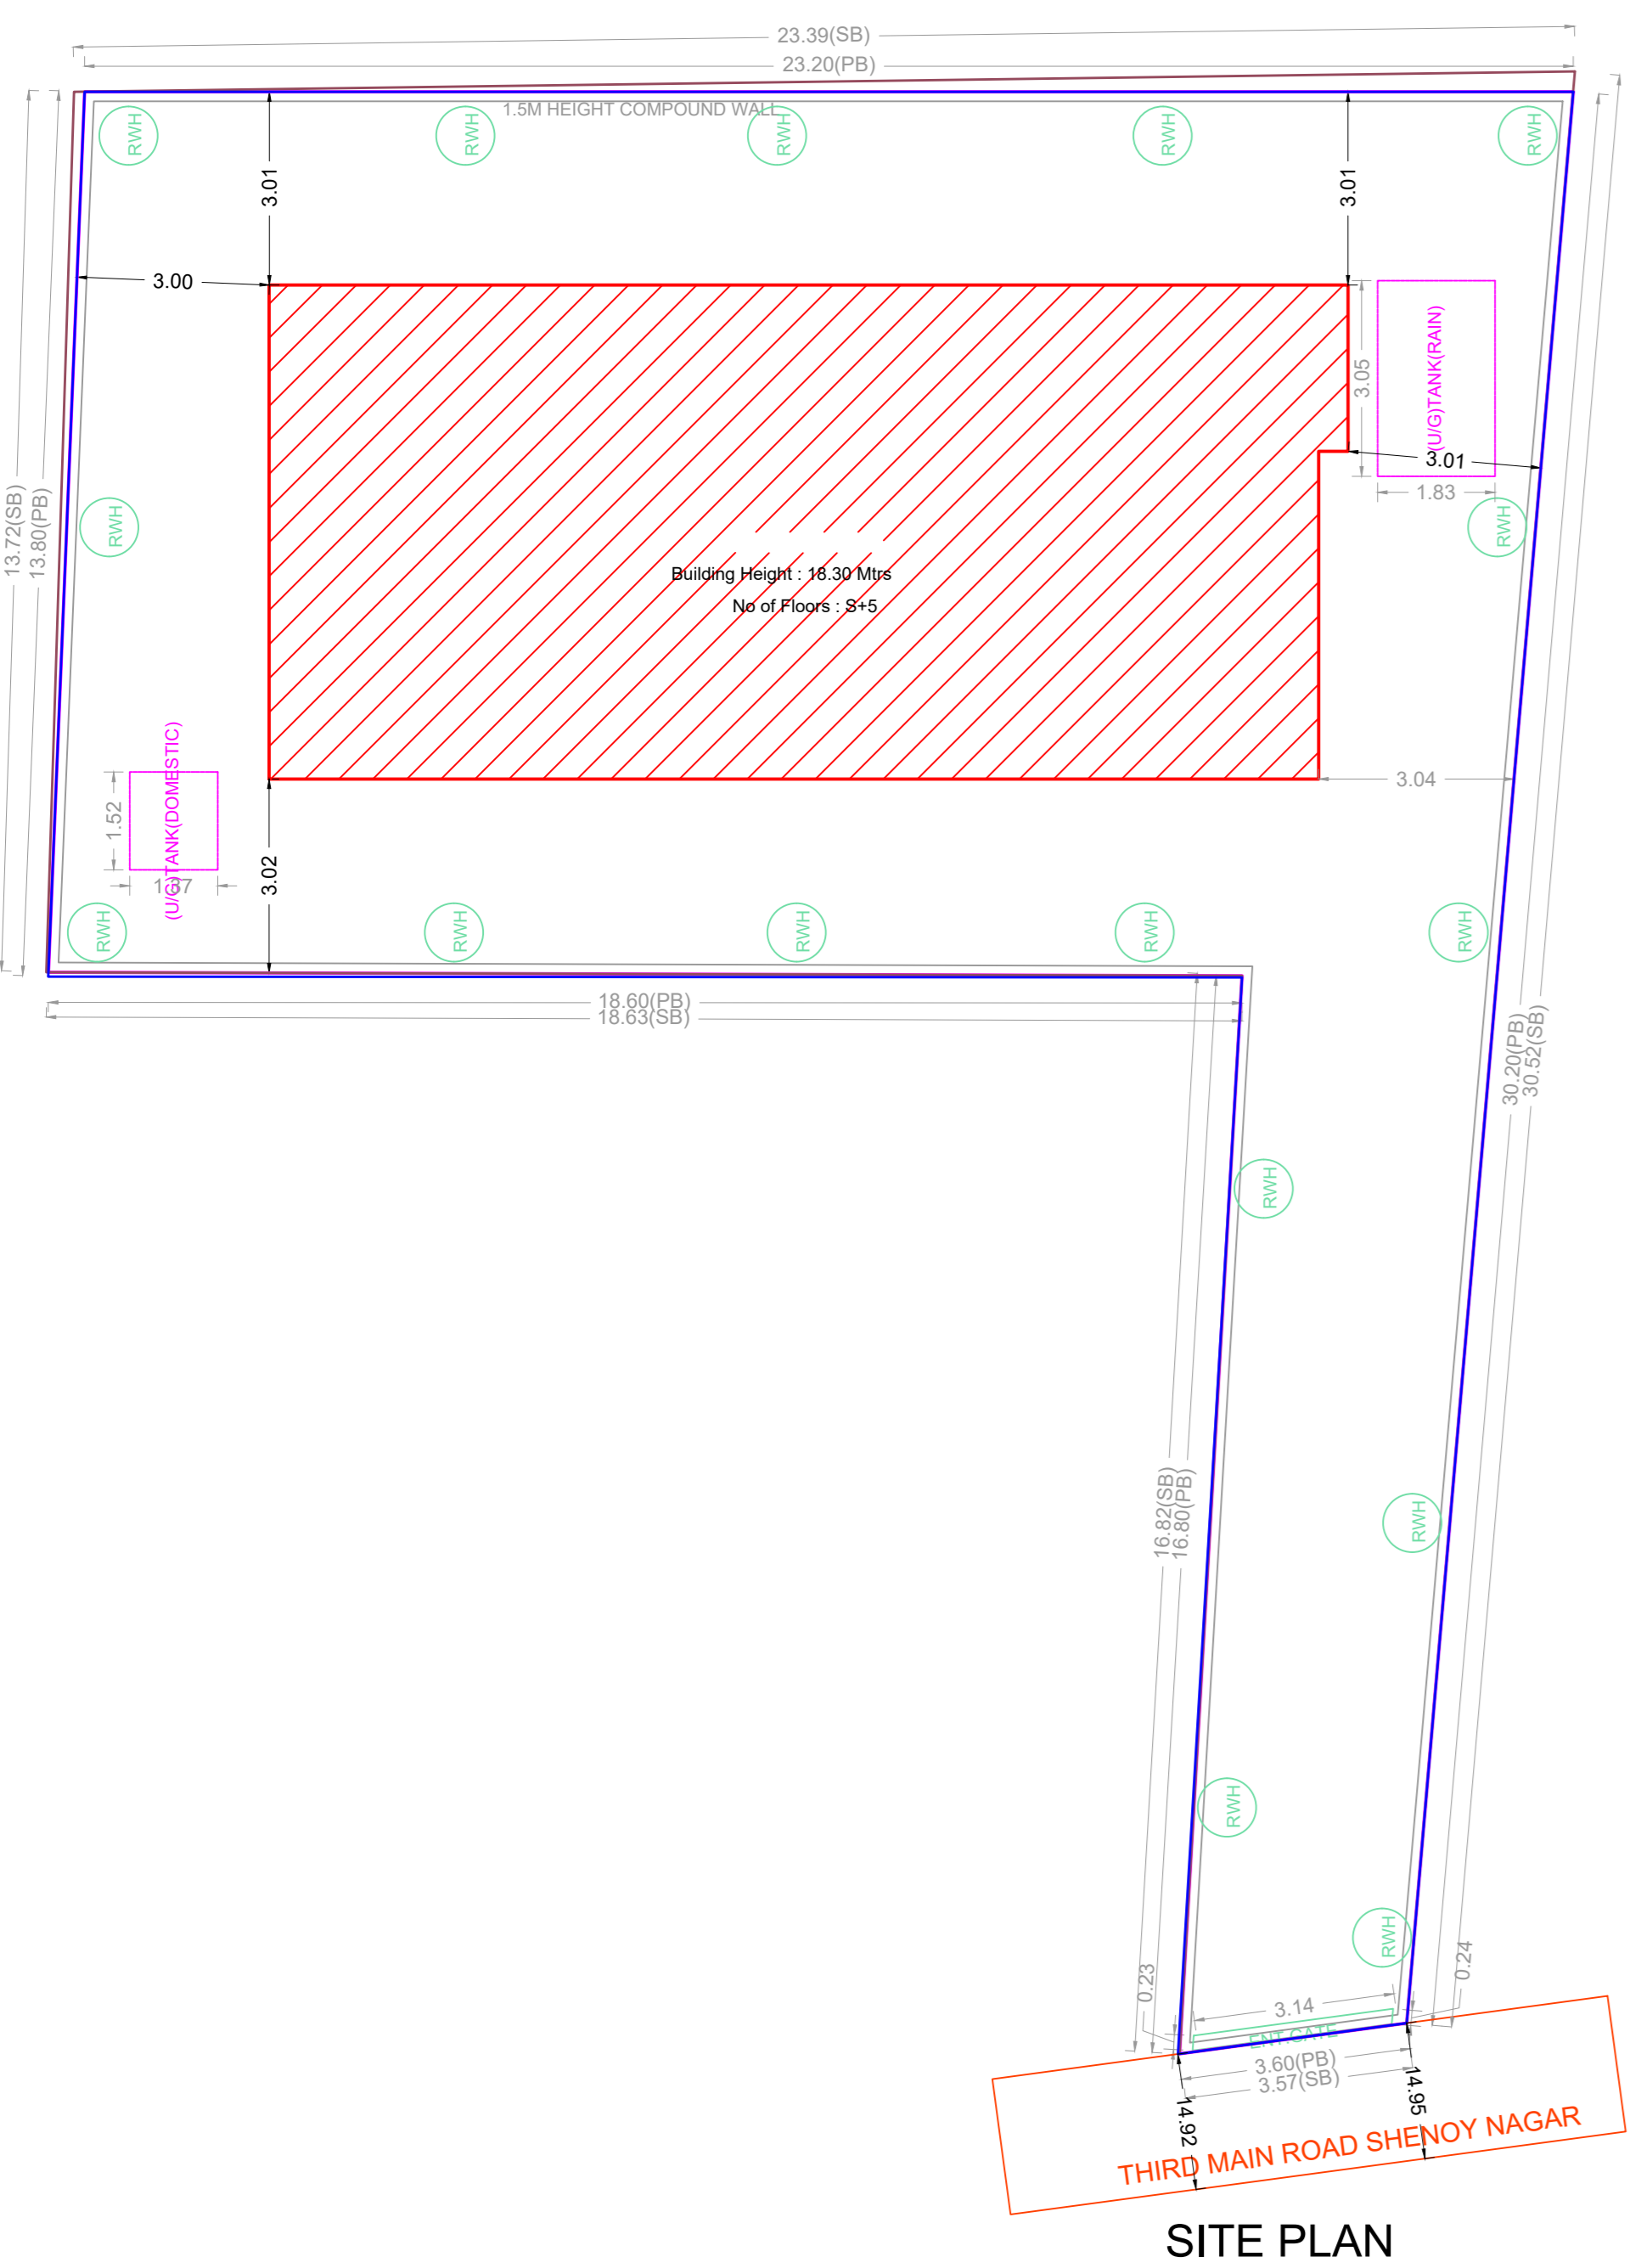 23.39(SB)
23.20(PB)
1.5M HEIGHT COMPOUND WALL
RWH
RWH
RWH
RWH
RWH
3.01
3.01
3.00
(U/G)TANK(RAIN)
3.05
3.01
1.83
13.72(SB)
13.80(PB)
RWH
RWH
Building Height : 18.30 Mtrs
No of Floors : S+5
(U/G)TANK(DOMESTIC)
1.52
1.37
3.02
3.04
RWH
RWH
RWH
RWH
RWH
18.60(PB)
18.63(SB)
30.20(PB)
30.52(SB)
RWH
16.82(SB)
16.80(PB)
RWH
RWH
RWH
0.23
0.24
3.14
ENT.GATE
3.60(PB)
3.57(SB)
14.92
14.95
THIRD MAIN ROAD SHENOY NAGAR
SITE PLAN